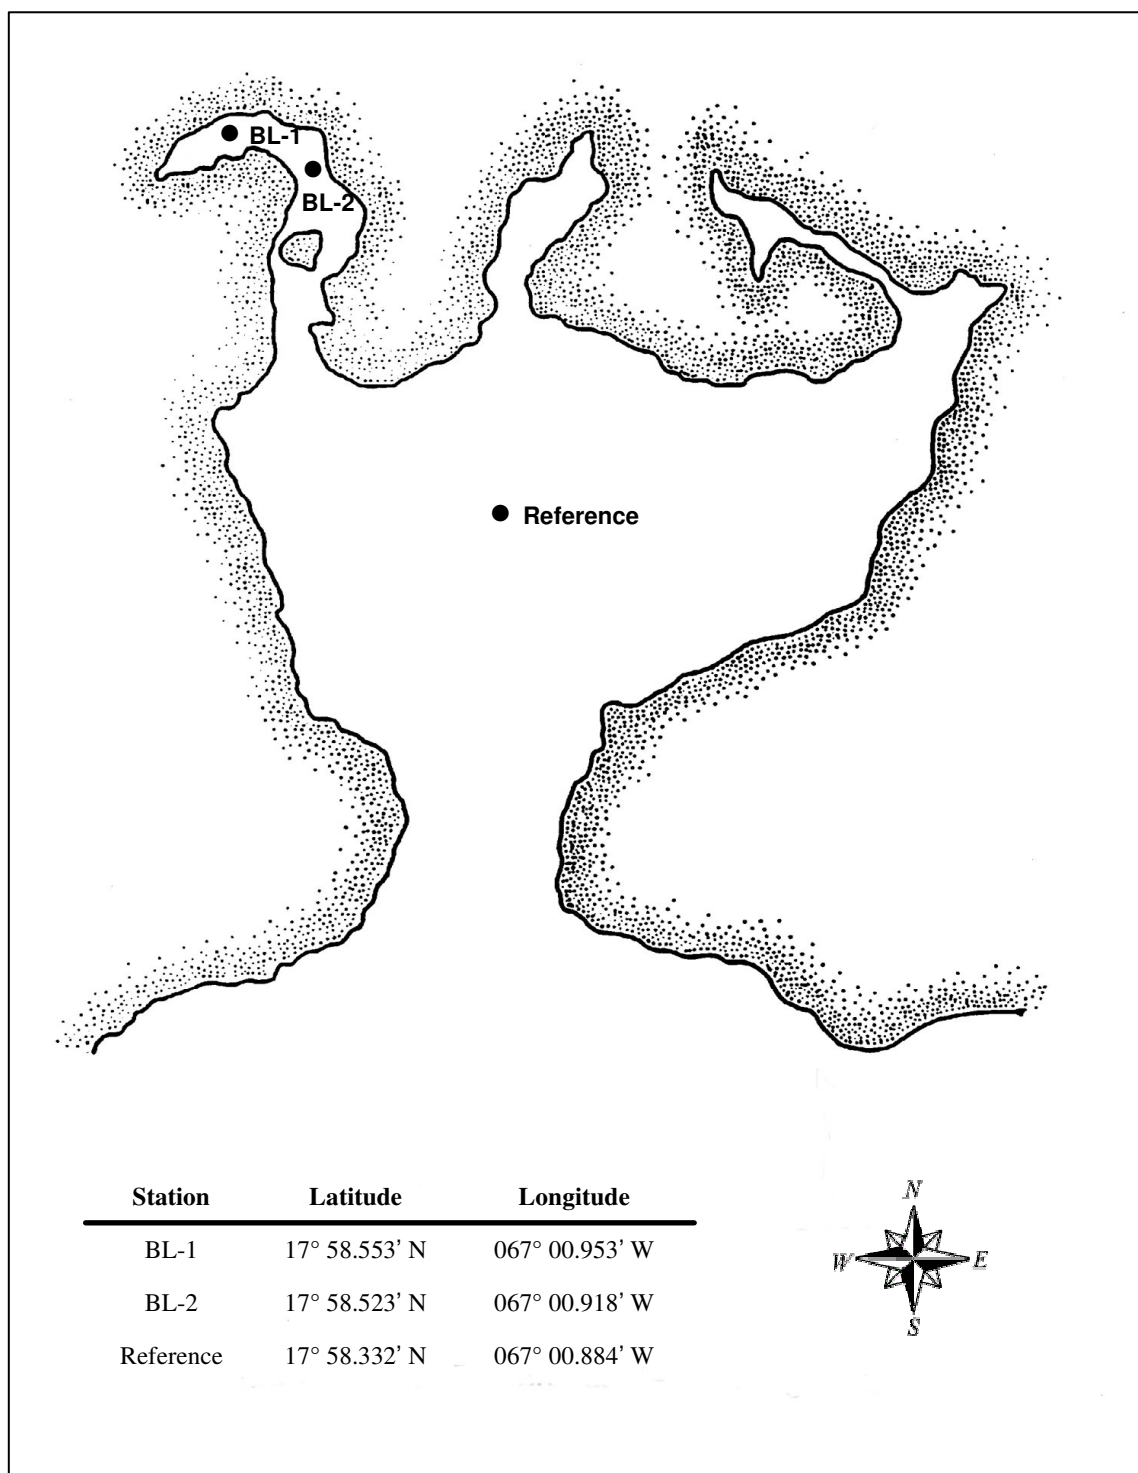 BL-1
BL-2
Reference
Station Latitude Longitude
BL-1 17° 58.553' N 067° 00.953' W
BL-2 17° 58.523' N 067° 00.918' W
Reference 17° 58.332' N 067° 00.884' W
N
W E
S